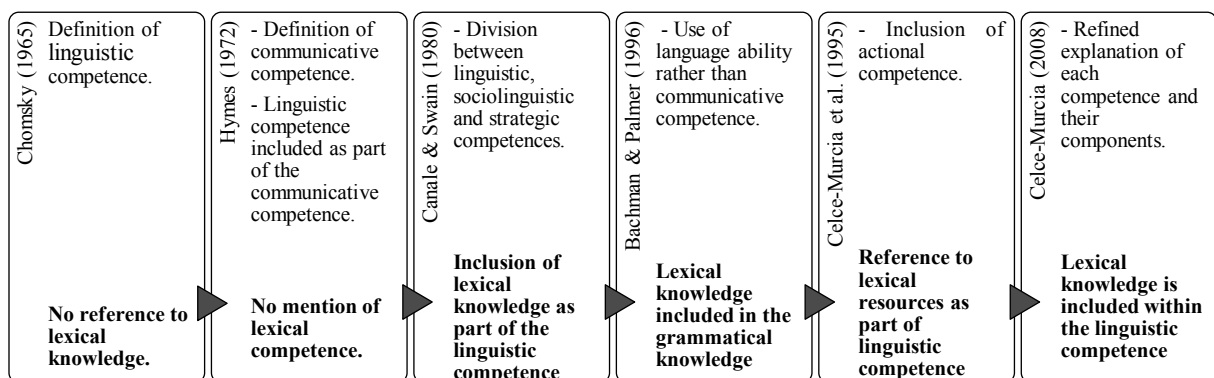 Chomsky (1965)
Definition of
linguistic
competence.
No reference to
lexical
knowledge.
Hymes (1972)
- Definition of
communicative
competence.
- Linguistic
competence
included as part
of the
communicative
competence.
No mention of
lexical
competence.
Canale & Swain (1980)
- Division
between
linguistic,
sociolinguistic
and strategic
competences.
Inclusion of
lexical
knowledge as
part of the
linguistic
competence
Bachman & Palmer (1996)
- Use of
language ability
rather than
communicative
competence.
Lexical
knowledge
included in the
grammatical
knowledge
Celce-Murcia et al. (1995)
- Inclusion of
actional
competence.
Reference to
lexical
resources as
part of
linguistic
competence
Celce-Murcia (2008)
- Refined
explanation of
each
competence and
their
components.
Lexical
knowledge is
included within
the linguistic
competence